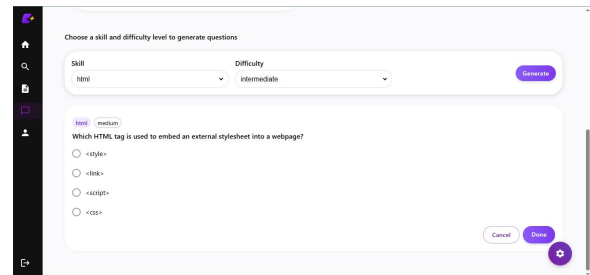 Choose a skill and difficulty level to generate questions
Skill Difficulty
html intermediate Generate
html medium
Which HTML tag is used to embed an external stylesheet into a webpage?
<style>
<link>
<script>
<css>
Cancel Done